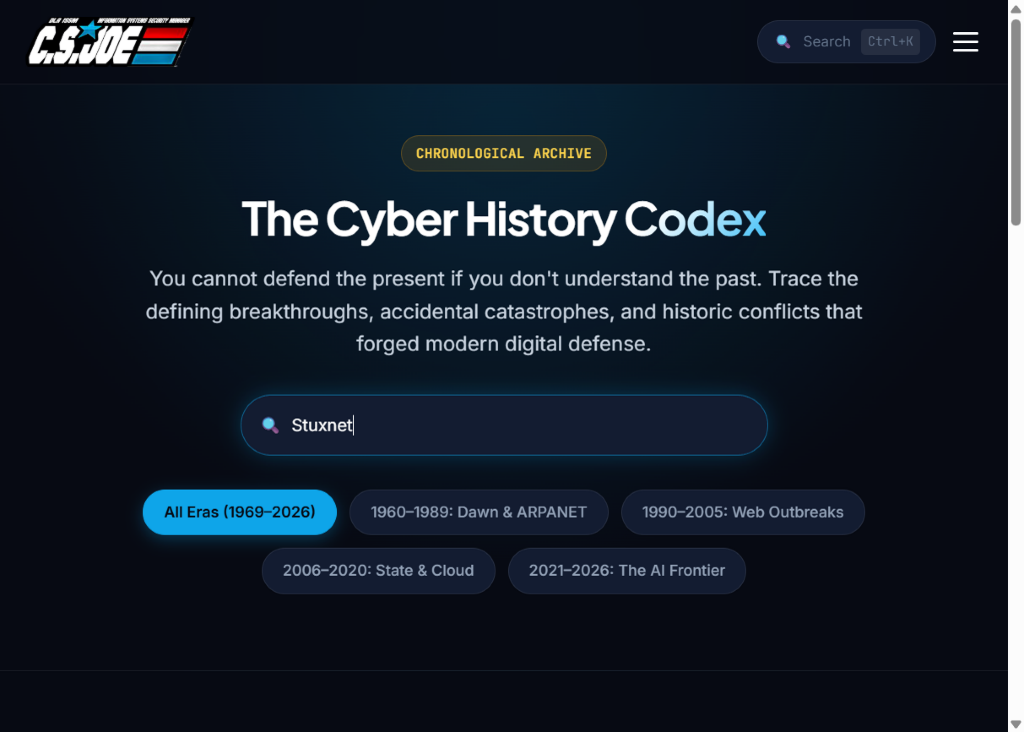 C.S.JOE
Search Ctrl+K
CHRONOLOGICAL ARCHIVE
The Cyber History Codex
You cannot defend the present if you don't understand the past. Trace the
defining breakthroughs, accidental catastrophes, and historic conflicts that
forged modern digital defense.
Stuxnet
All Eras (1969–2026)
1960–1989: Dawn & ARPANET
1990–2005: Web Outbreaks
2006–2020: State & Cloud
2021–2026: The AI Frontier